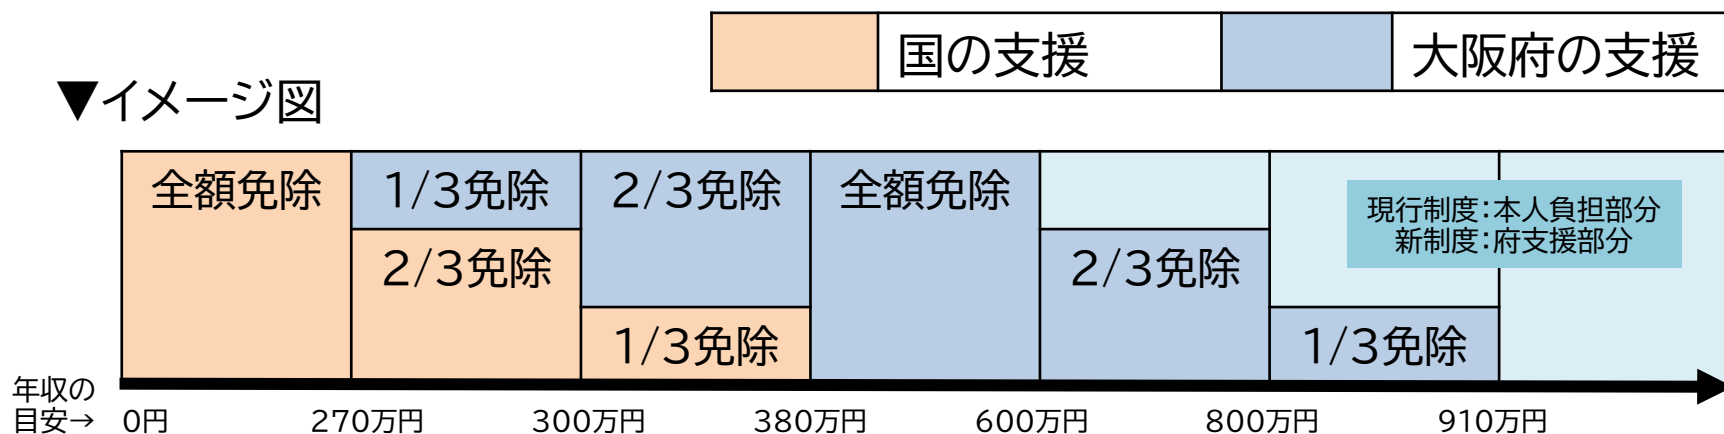 国の支援
大阪府の支援
▼イメージ図
全額免除
1/3免除
2/3免除
全額免除
現行制度:本人負担部分
新制度:府支援部分
2/3免除
2/3免除
1/3免除
1/3免除
年収の
目安→
0円
270万円
300万円
380万円
600万円
800万円
910万円